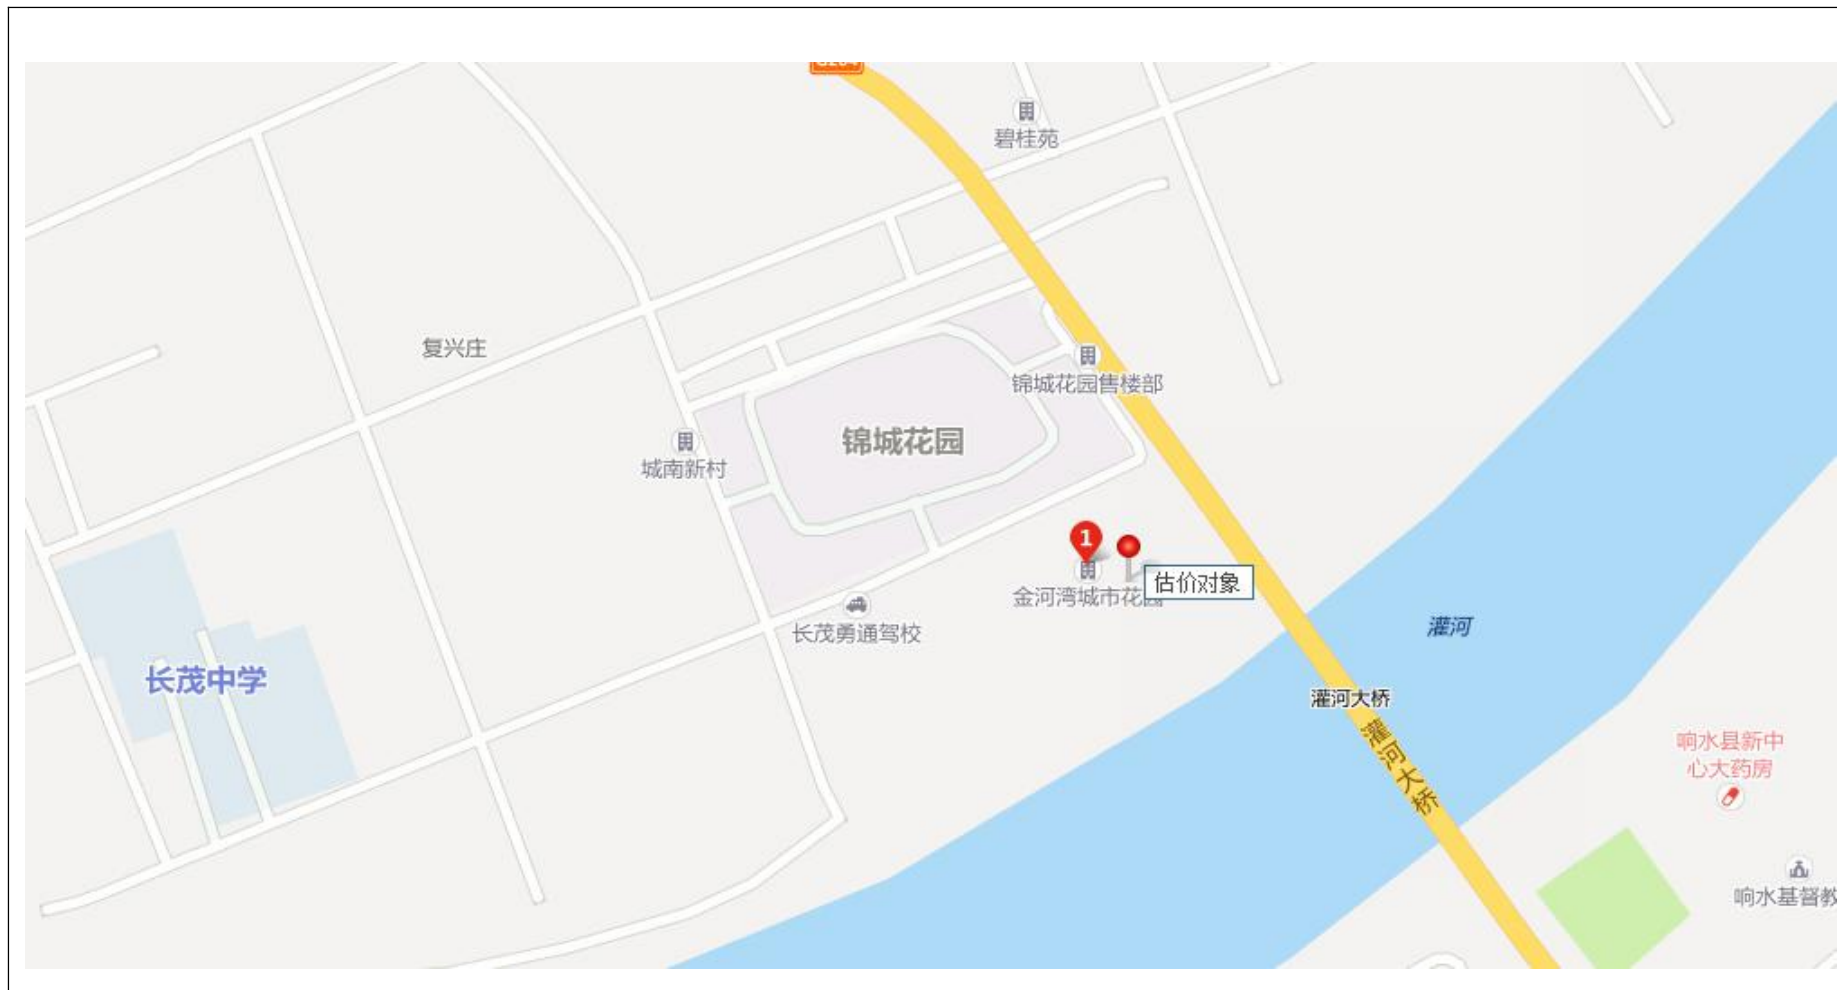 G204
碧桂苑
复兴庄
锦城花园售楼部
锦城花园
城南新村
1
估价对象
金河湾城市花园
长茂勇通驾校
灌河
长茂中学
灌河大桥
灌河大桥
响水县新中
心大药房
响水基督教